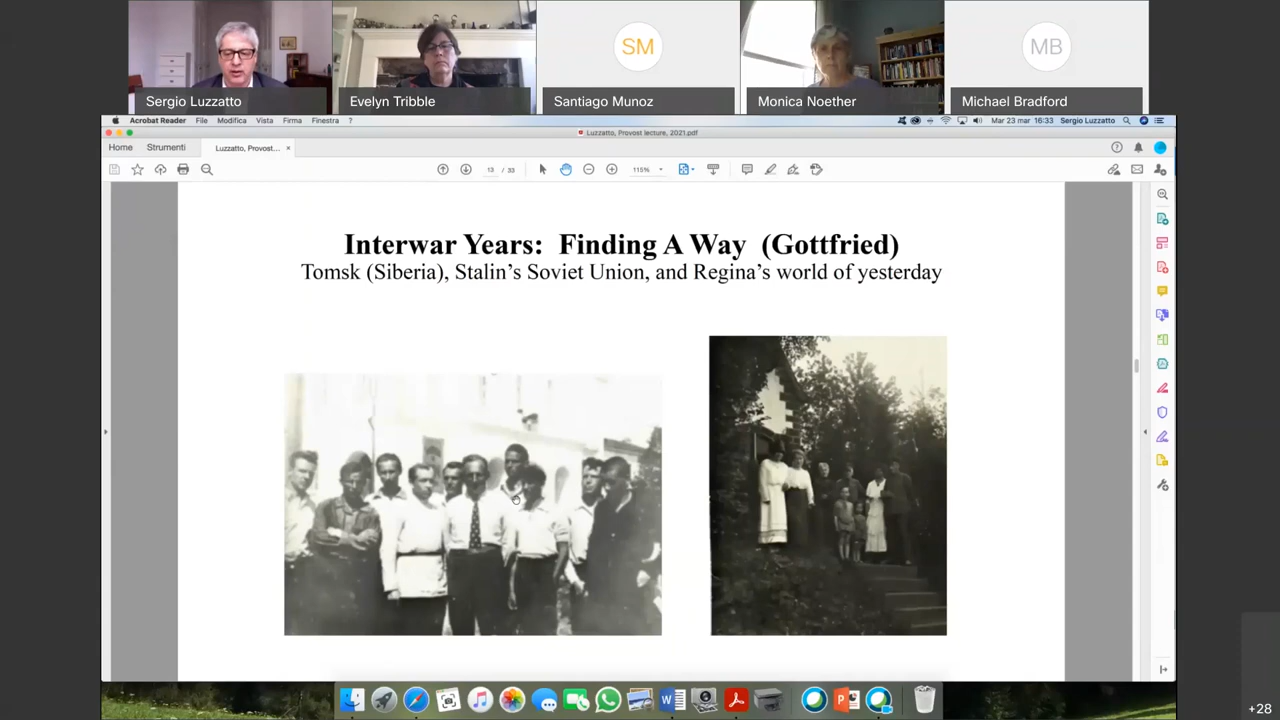 SM
MB
Sergio Luzzatto
Evelyn Tribble
Santiago Munoz
Monica Noether
Michael Bradford
Acrobat Reader File Modifica Vista Firma Finestra ? Mar 23 mar 16:33 Sergio Luzzatto
Luzzatto, Provost lecture, 2021.pdf
Home Strumenti Luzzatto, Provost... ×
13 / 33 115%
Interwar Years: Finding A Way (Gottfried)
Tomsk (Siberia), Stalin's Soviet Union, and Regina's world of yesterday
+28